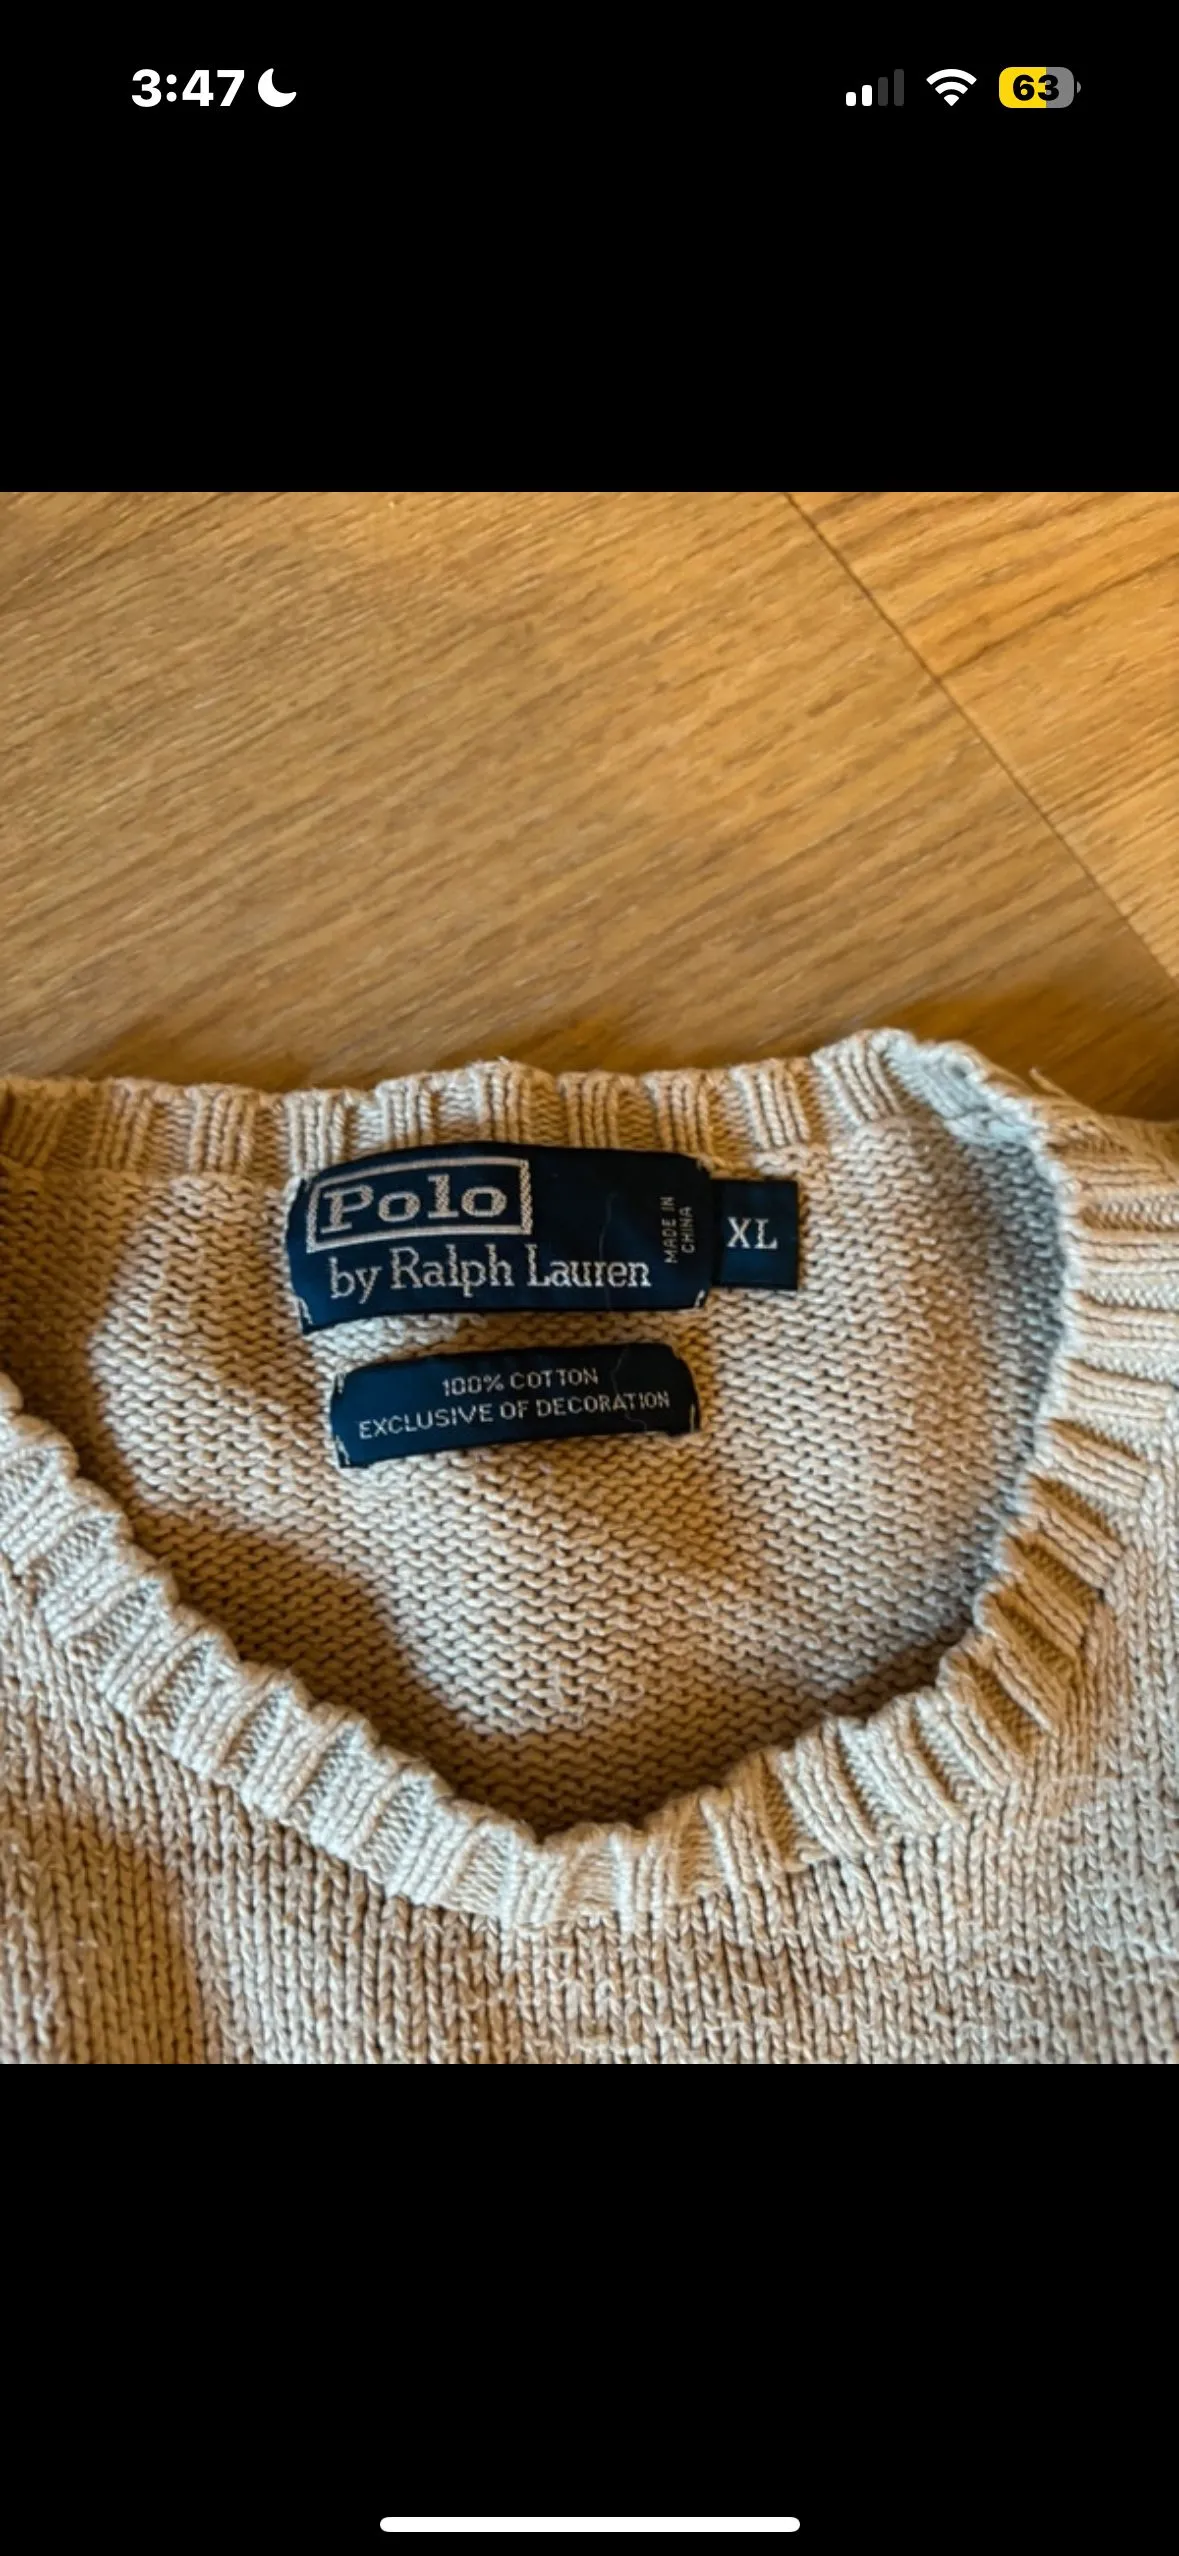 3:47
63
Polo
by Ralph Lauren
MADE IN
CHINA
XL
100% COTTON
EXCLUSIVE OF DECORATION